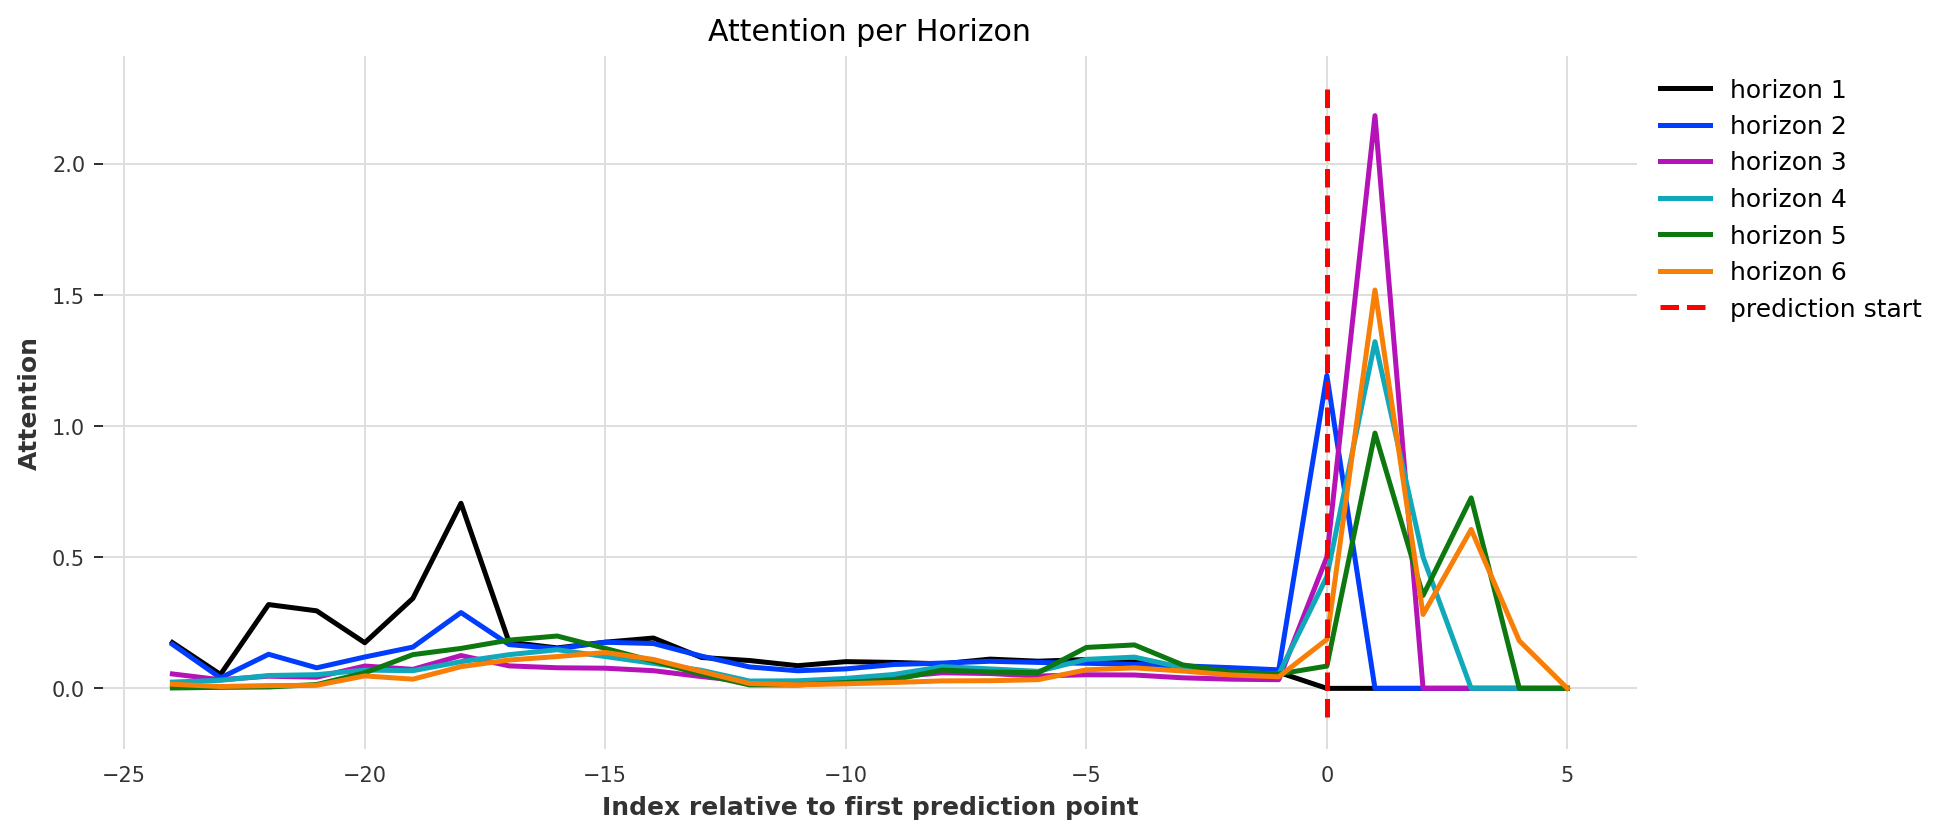 Attention per Horizon
horizon 1
horizon 2
horizon 3
horizon 4
horizon 5
horizon 6
prediction start
Attention
2.0
1.5
1.0
0.5
0.0
−25
−20
−15
−10
−5
0
5
Index relative to first prediction point